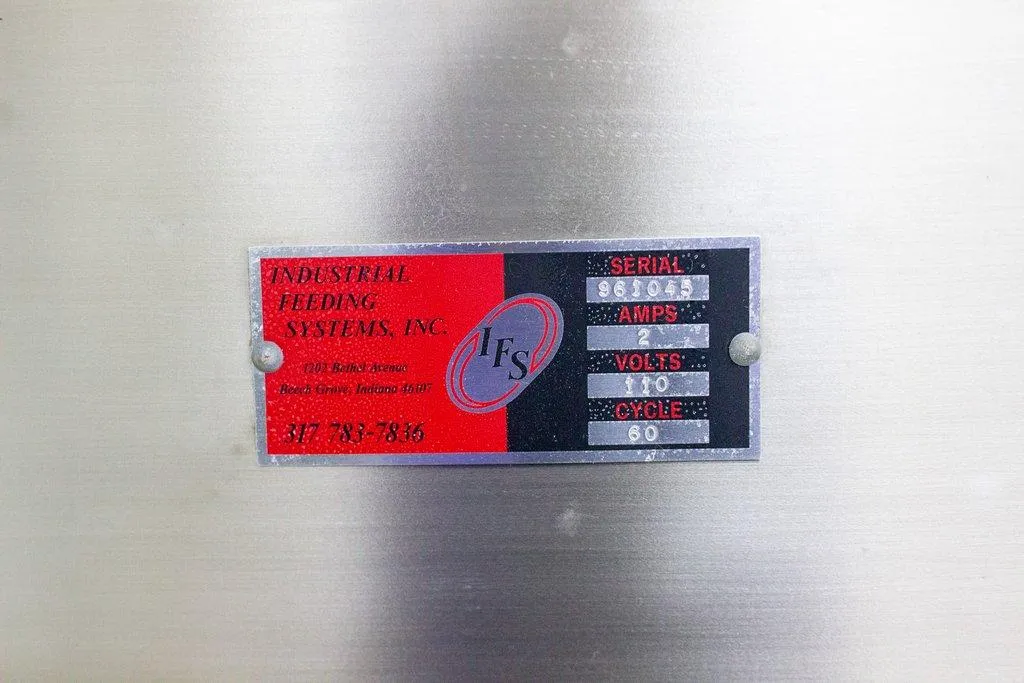 INDUSTRIAL
FEEDING
SYSTEMS, INC.
1202 Bethel Avenue
Beech Grove, Indiana 46107
317 783-7836
IFS
SERIAL
961045
AMPS
2
VOLTS
110
CYCLE
60